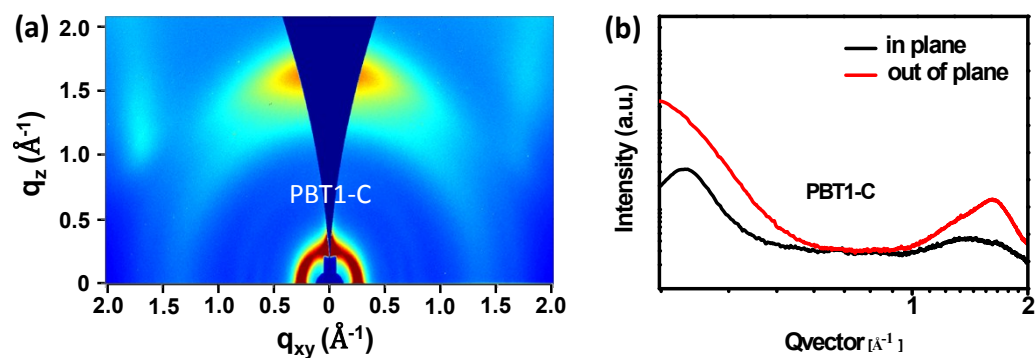 (a)
2.0
1.5
1.0
0.5
0
q_z (Å⁻¹)
PBT1-C
2.0 1.5 1.0 0.5 0 0.5 1.0 1.5 2.0
q_xy (Å⁻¹)
(b)
in plane
out of plane
Intensity (a.u.)
PBT1-C
1 2
Qvector [Å⁻¹]